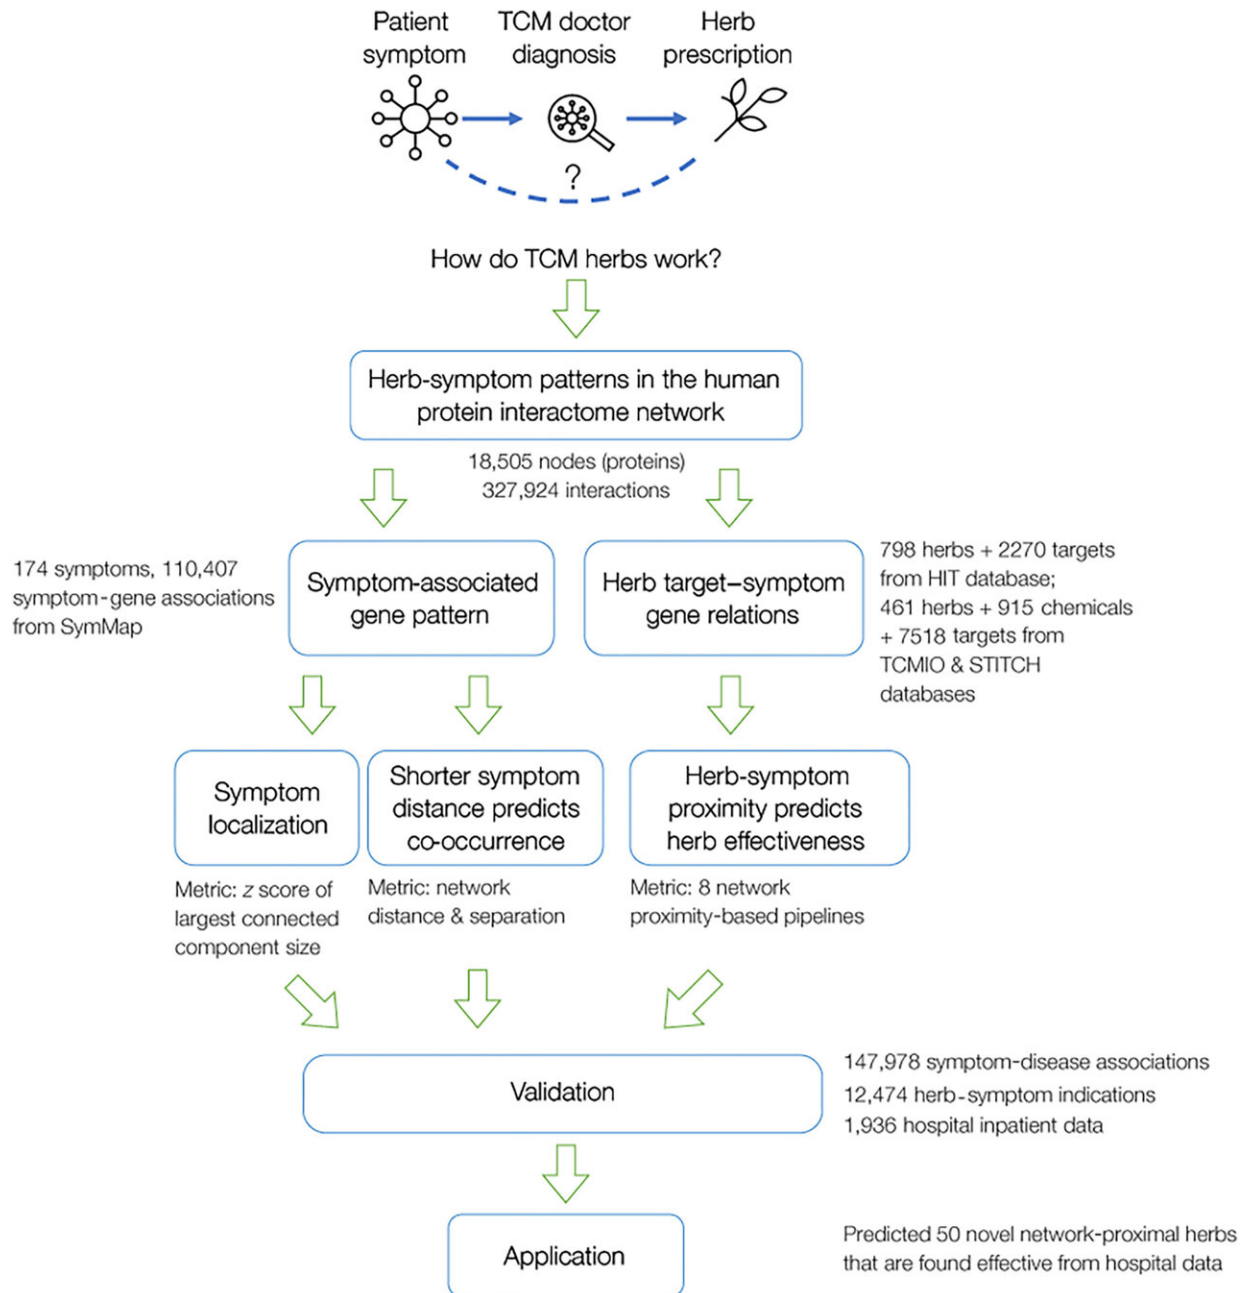 Patient
symptom
TCM doctor
diagnosis
Herb
prescription
?
How do TCM herbs work?
Herb-symptom patterns in the human
protein interactome network
18,505 nodes (proteins)
327,924 interactions
174 symptoms, 110,407
symptom-gene associations
from SymMap
Symptom-associated
gene pattern
Herb target–symptom
gene relations
798 herbs + 2270 targets
from HIT database;
461 herbs + 915 chemicals
+ 7518 targets from
TCMIO & STITCH
databases
Symptom
localization
Metric: z score of
largest connected
component size
Shorter symptom
distance predicts
co-occurrence
Metric: network
distance & separation
Herb-symptom
proximity predicts
herb effectiveness
Metric: 8 network
proximity-based pipelines
Validation
147,978 symptom-disease associations
12,474 herb-symptom indications
1,936 hospital inpatient data
Application
Predicted 50 novel network-proximal herbs
that are found effective from hospital data